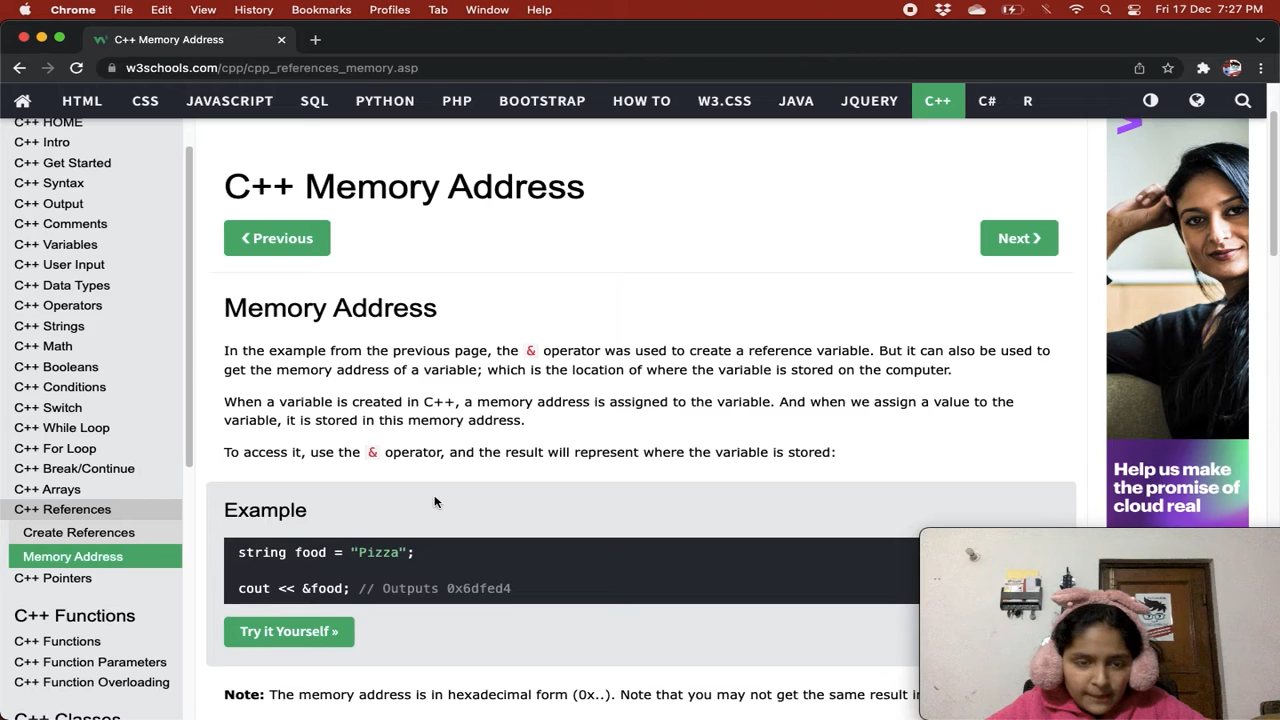 Chrome File Edit View History Bookmarks Profiles Tab Window Help Fri 17 Dec 7:27 PM
C++ Memory Address
w3schools.com/cpp/cpp_references_memory.asp
HTML CSS JAVASCRIPT SQL PYTHON PHP BOOTSTRAP HOW TO W3.CSS JAVA JQUERY C++ C# R
C++ HOME
C++ Intro
C++ Get Started
C++ Syntax
C++ Output
C++ Comments
C++ Variables
C++ User Input
C++ Data Types
C++ Operators
C++ Strings
C++ Math
C++ Booleans
C++ Conditions
C++ Switch
C++ While Loop
C++ For Loop
C++ Break/Continue
C++ Arrays
C++ References
Create References
Memory Address
C++ Pointers
C++ Functions
C++ Functions
C++ Function Parameters
C++ Function Overloading
C++ Classes
C++ Memory Address
❮ Previous
Next ❯
Memory Address
In the example from the previous page, the & operator was used to create a reference variable. But it can also be used to
get the memory address of a variable; which is the location of where the variable is stored on the computer.
When a variable is created in C++, a memory address is assigned to the variable. And when we assign a value to the
variable, it is stored in this memory address.
To access it, use the & operator, and the result will represent where the variable is stored:
Example
string food = "Pizza";
cout << &food; // Outputs 0x6dfed4
Try it Yourself »
Note: The memory address is in hexadecimal form (0x..). Note that you may not get the same result in
Help us make
the promise of
cloud real